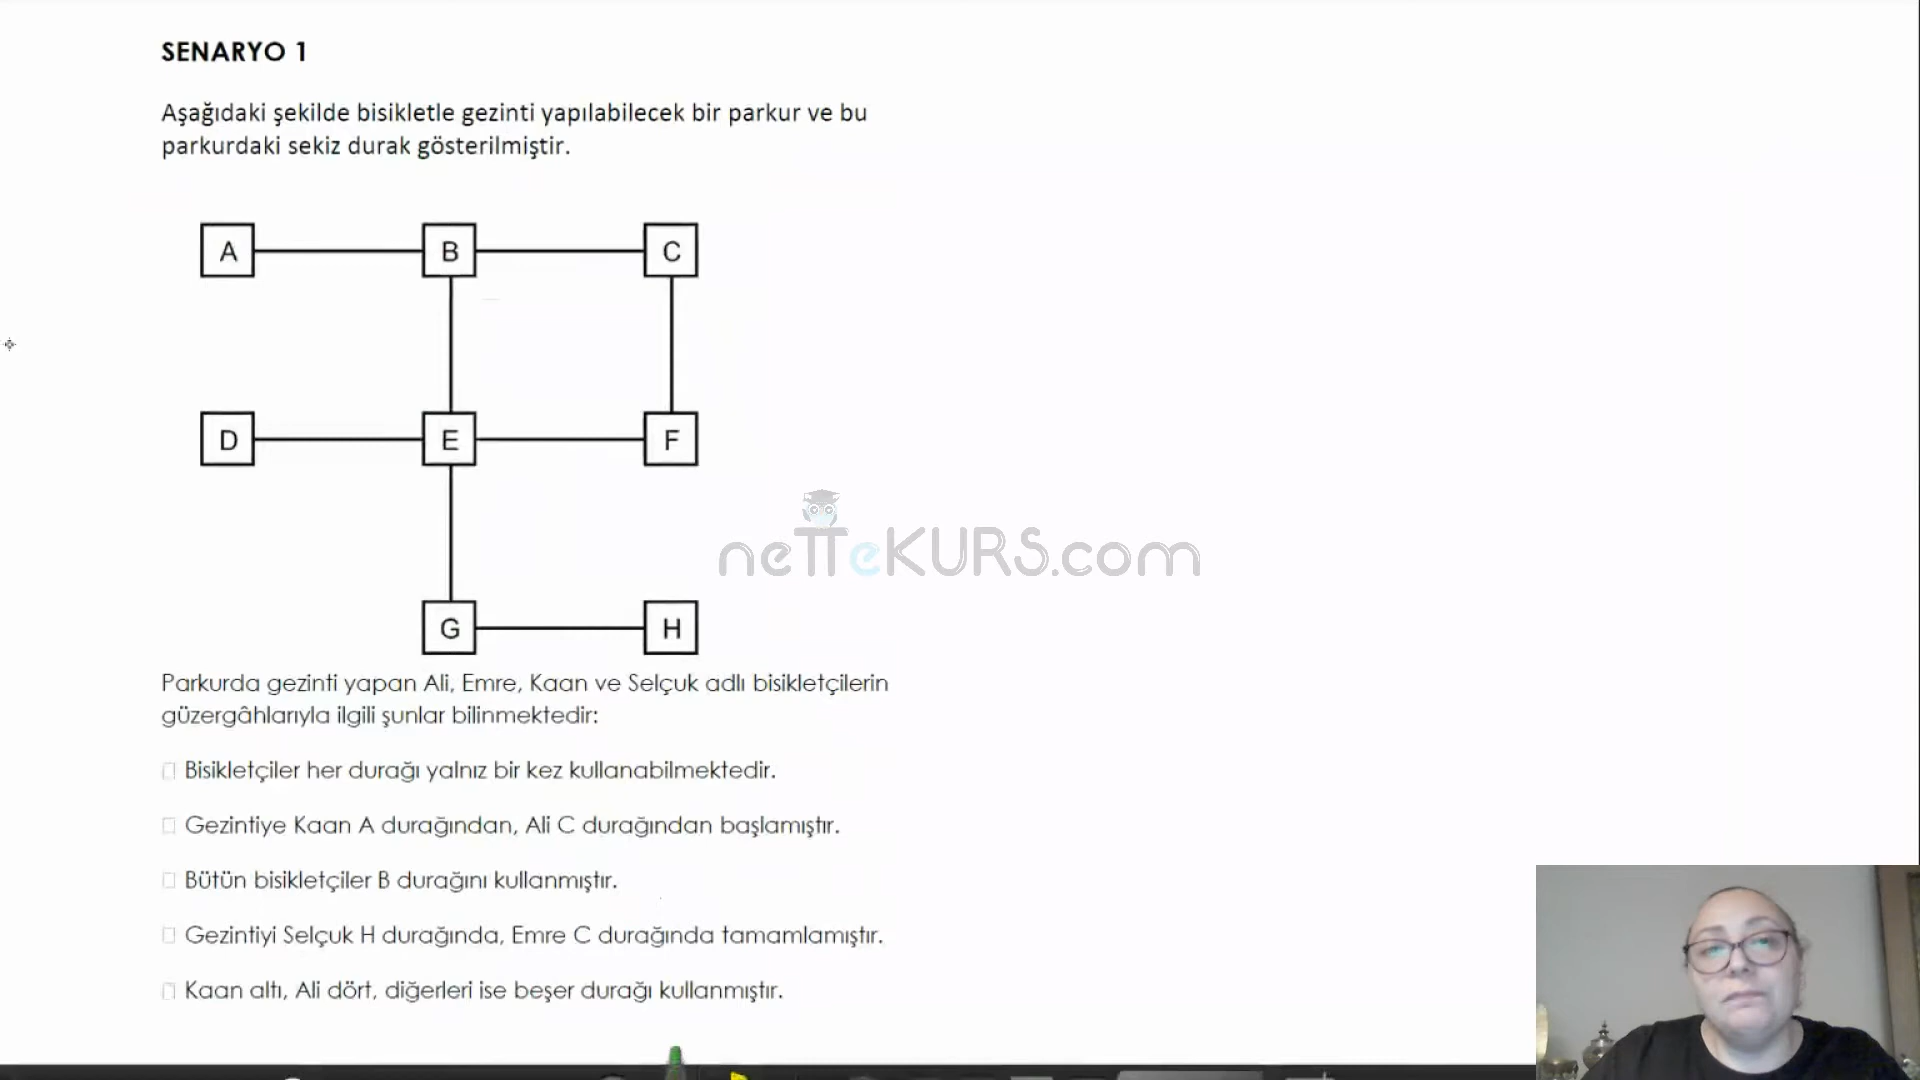 SENARYO 1
Aşağıdaki şekilde bisikletle gezinti yapılabilecek bir parkur ve bu
parkurdaki sekiz durak gösterilmiştir.
A B C
D E F
G H
netteKURS.com
Parkurda gezinti yapan Ali, Emre, Kaan ve Selçuk adlı bisikletçilerin
güzergâhlarıyla ilgili şunlar bilinmektedir:
Bisikletçiler her durağı yalnız bir kez kullanabilmektedir.
Gezintiye Kaan A durağından, Ali C durağından başlamıştır.
Bütün bisikletçiler B durağını kullanmıştır.
Gezintiyi Selçuk H durağında, Emre C durağında tamamlamıştır.
Kaan altı, Ali dört, diğerleri ise beşer durağı kullanmıştır.